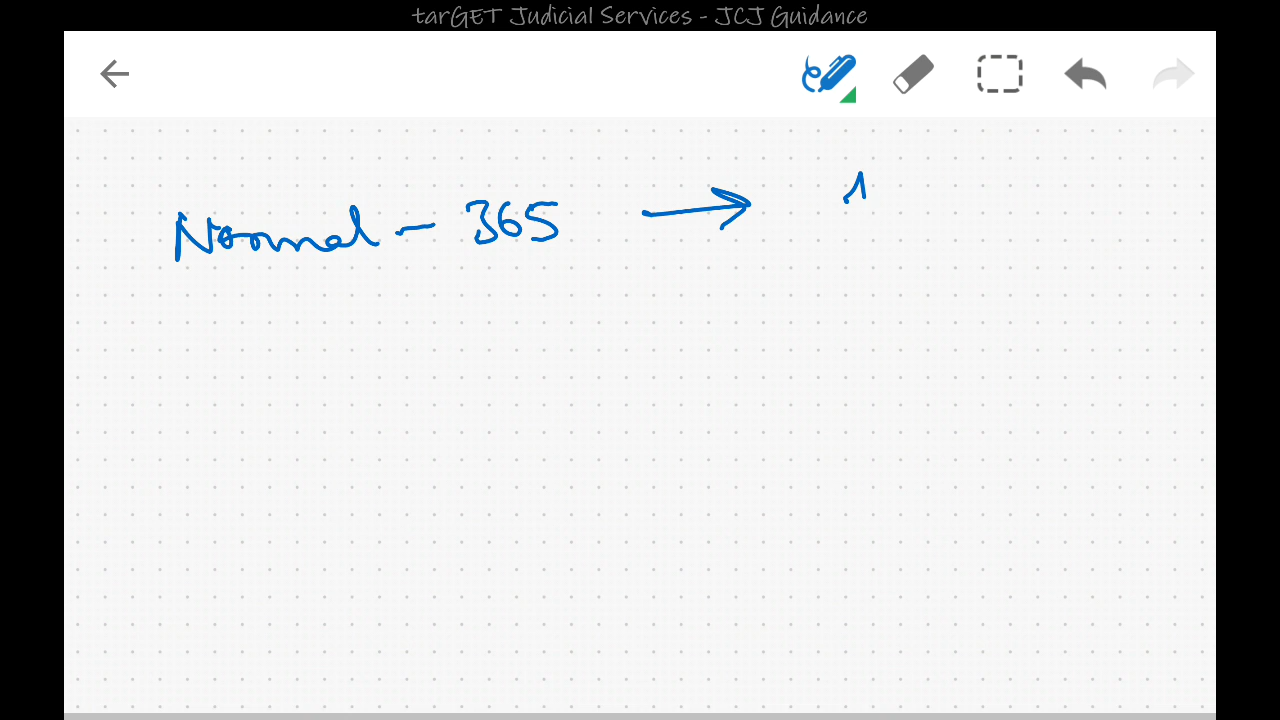 tarGET Judicial Services - JCJ Guidance
Normal - 365 → 1